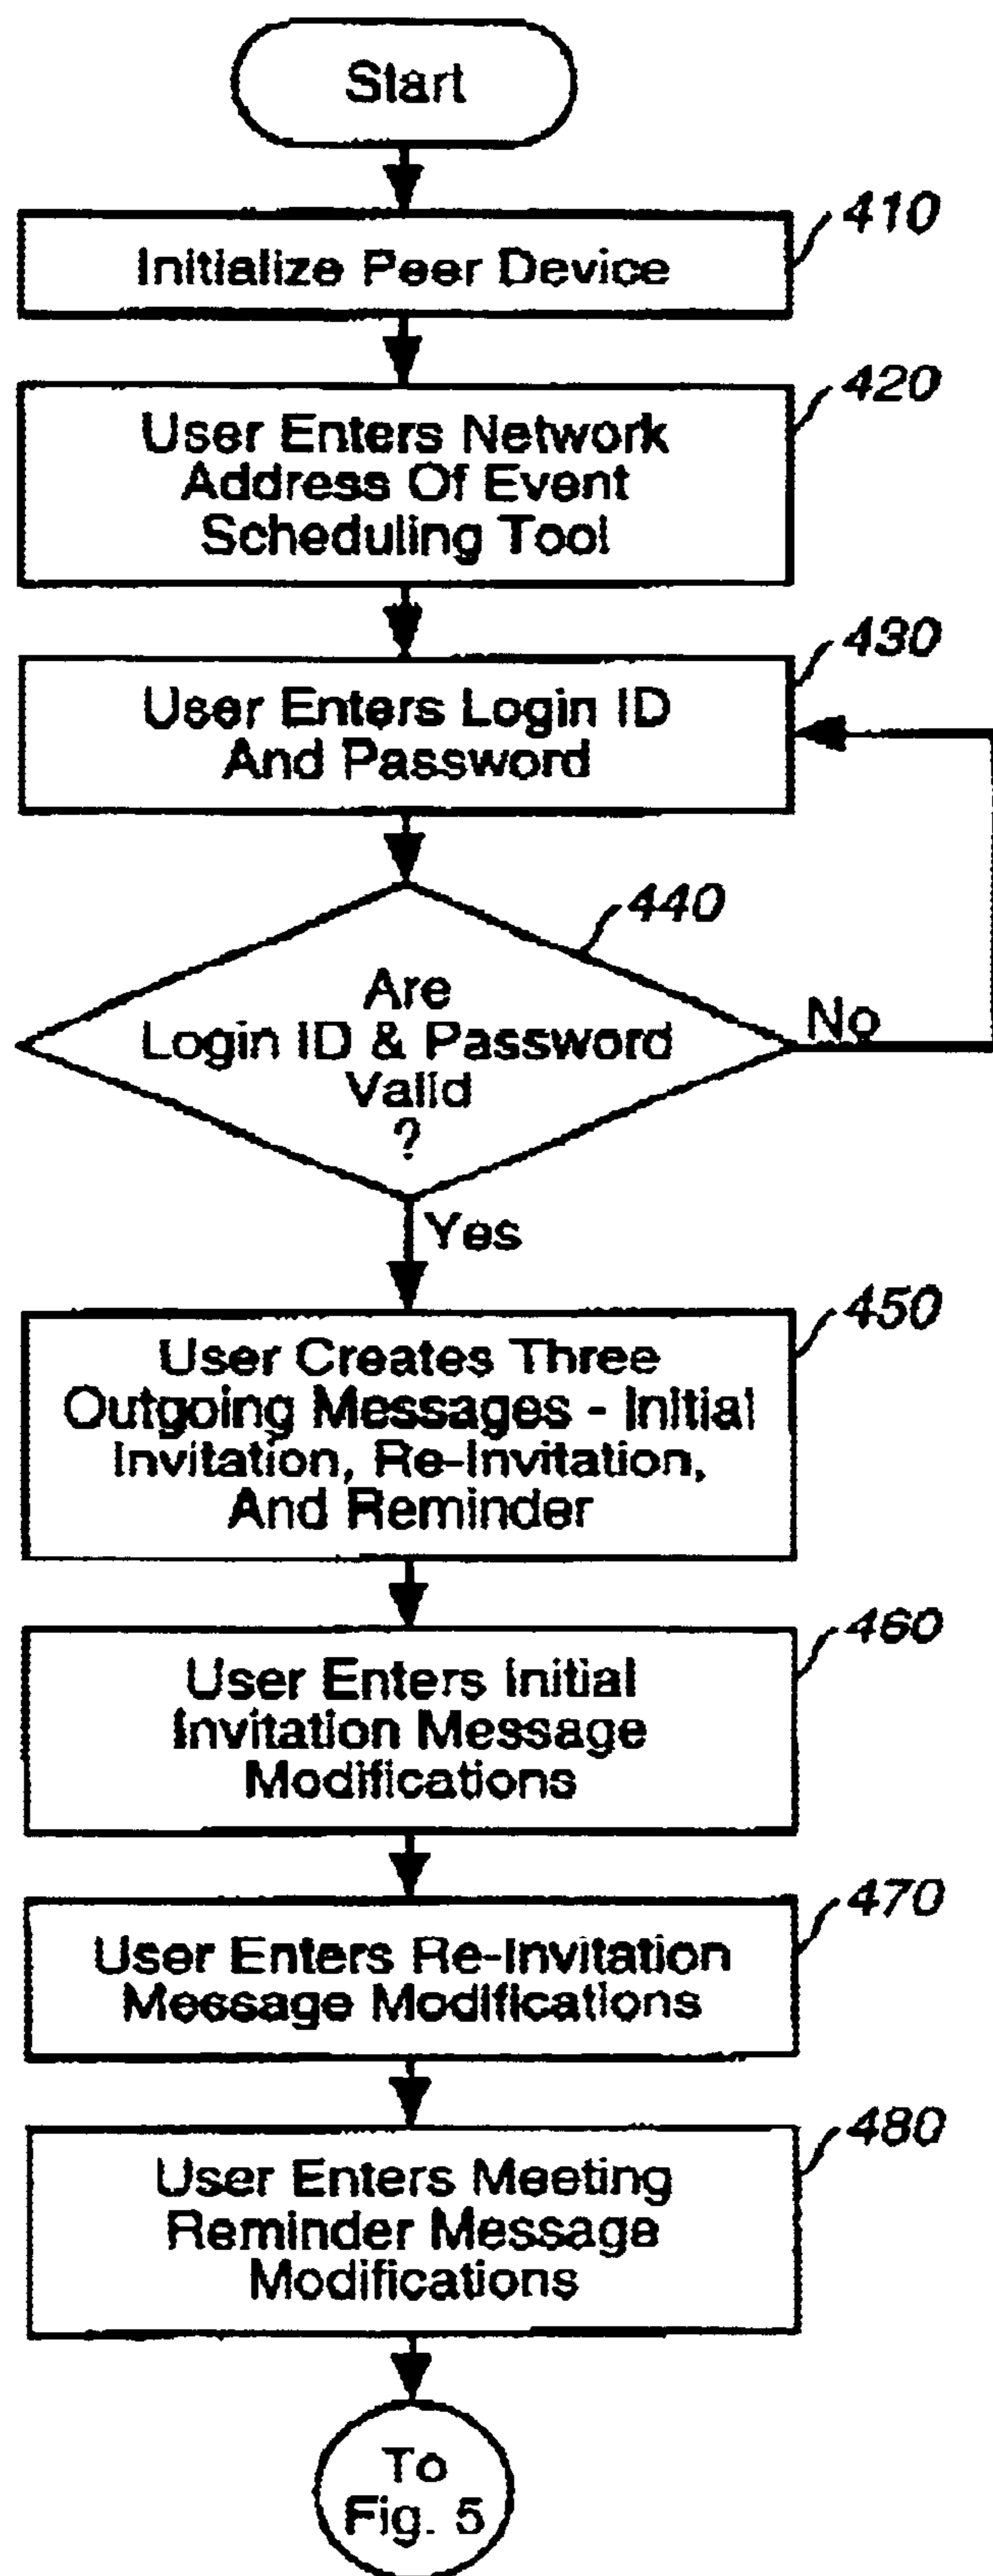 Start
410
Initialize Peer Device
420
User Enters Network
Address Of Event
Scheduling Tool
430
User Enters Login ID
And Password
440
Are
Login ID & Password
Valid
?
No
Yes
450
User Creates Three
Outgoing Messages - Initial
Invitation, Re-Invitation,
And Reminder
460
User Enters Initial
Invitation Message
Modifications
470
User Enters Re-Invitation
Message Modifications
480
User Enters Meeting
Reminder Message
Modifications
To
Fig. 5